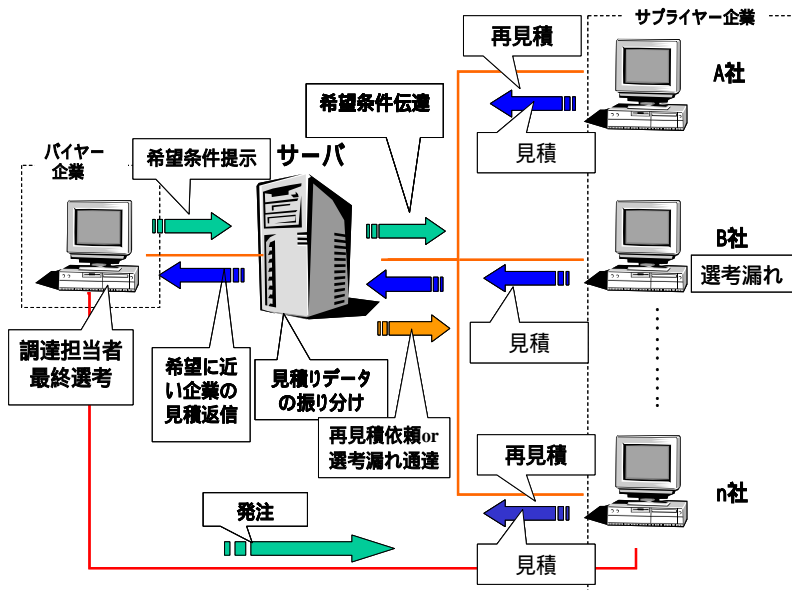 サプライヤー企業
再見積
A社
希望条件伝達
見積
バイヤー
企業
希望条件提示
サーバ
B社
選考漏れ
見積
調達担当者
最終選考
希望に近
い企業の
見積返信
見積りデータ
の振り分け
再見積依頼or
選考漏れ通達
再見積
n社
発注
見積